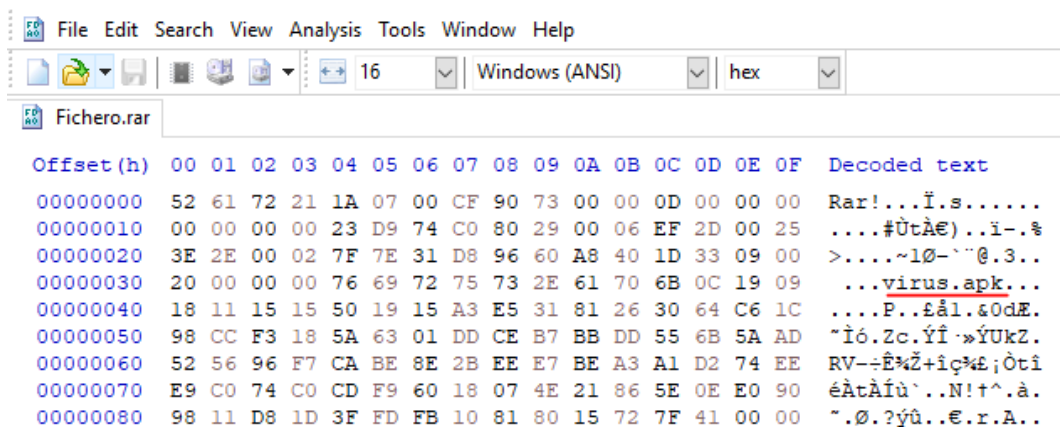 File Edit Search View Analysis Tools Window Help
16 Windows (ANSI) hex
Fichero.rar
Offset(h) 00 01 02 03 04 05 06 07 08 09 0A 0B 0C 0D 0E 0F Decoded text
00000000 52 61 72 21 1A 07 00 CF 90 73 00 00 0D 00 00 00 Rar!...Ï.s......
00000010 00 00 00 00 23 D9 74 C0 80 29 00 06 EF 2D 00 25 ....#ÙtÀ€)..ï-.%
00000020 3E 2E 00 02 7F 7E 31 D8 96 60 A8 40 1D 33 09 00 >....~1Ø–`¨@.3..
00000030 20 00 00 00 76 69 72 75 73 2E 61 70 6B 0C 19 09 ...virus.apk...
00000040 18 11 15 15 50 19 15 A3 E5 31 81 26 30 64 C6 1C ....P..£å1.&0dÆ.
00000050 98 CC F3 18 5A 63 01 DD CE B7 BB DD 55 6B 5A AD ˜Ìó.Zc.ÝÎ·»ÝUkZ.
00000060 52 56 96 F7 CA BE 8E 2B EE E7 BE A3 A1 D2 74 EE RV–÷Ê¾Ž+îç¾£¡Òtî
00000070 E9 C0 74 C0 CD F9 60 18 07 4E 21 86 5E 0E E0 90 éÀtÀÍù`..N!†^.à.
00000080 98 11 D8 1D 3F FD FB 10 81 80 15 72 7F 41 00 00 ˜.Ø.?ýû..€.r.A..